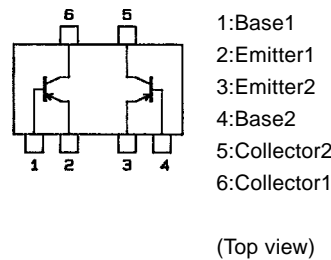 6 5
1 2 3 4
1:Base1
2:Emitter1
3:Emitter2
4:Base2
5:Collector2
6:Collector1
(Top view)